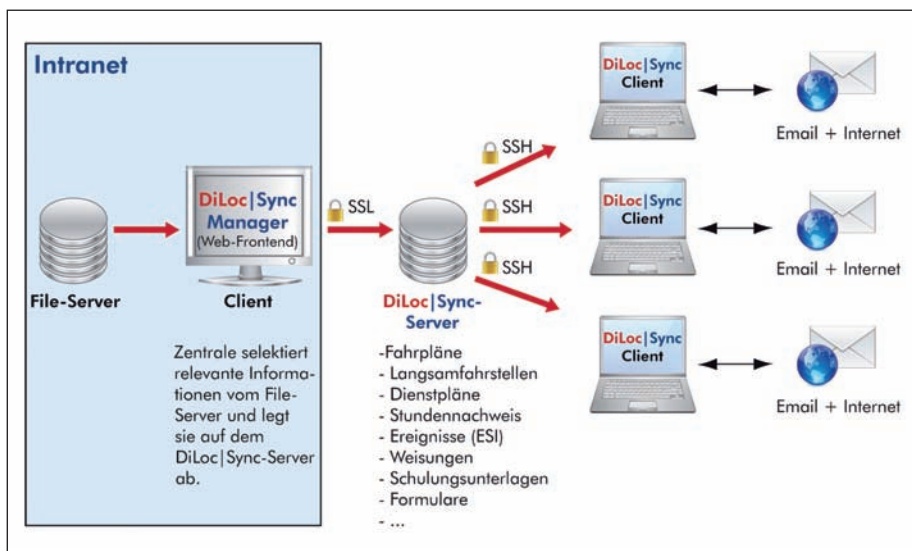 Intranet
File-Server
DiLoc|Sync
Manager
(Web-Frontend)
Client
Zentrale selektiert
relevante Informa-
tionen vom File-
Server und legt
sie auf dem
DiLoc|Sync-Server
ab.
SSL
DiLoc|Sync-
Server
-Fahrpläne
- Langsamfahrstellen
- Dienstpläne
- Stundennachweis
- Ereignisse (ESI)
- Weisungen
- Schulungsunterlagen
- Formulare
- ...
SSH
SSH
SSH
DiLoc|Sync
Client
Email + Internet
DiLoc|Sync
Client
Email + Internet
DiLoc|Sync
Client
Email + Internet